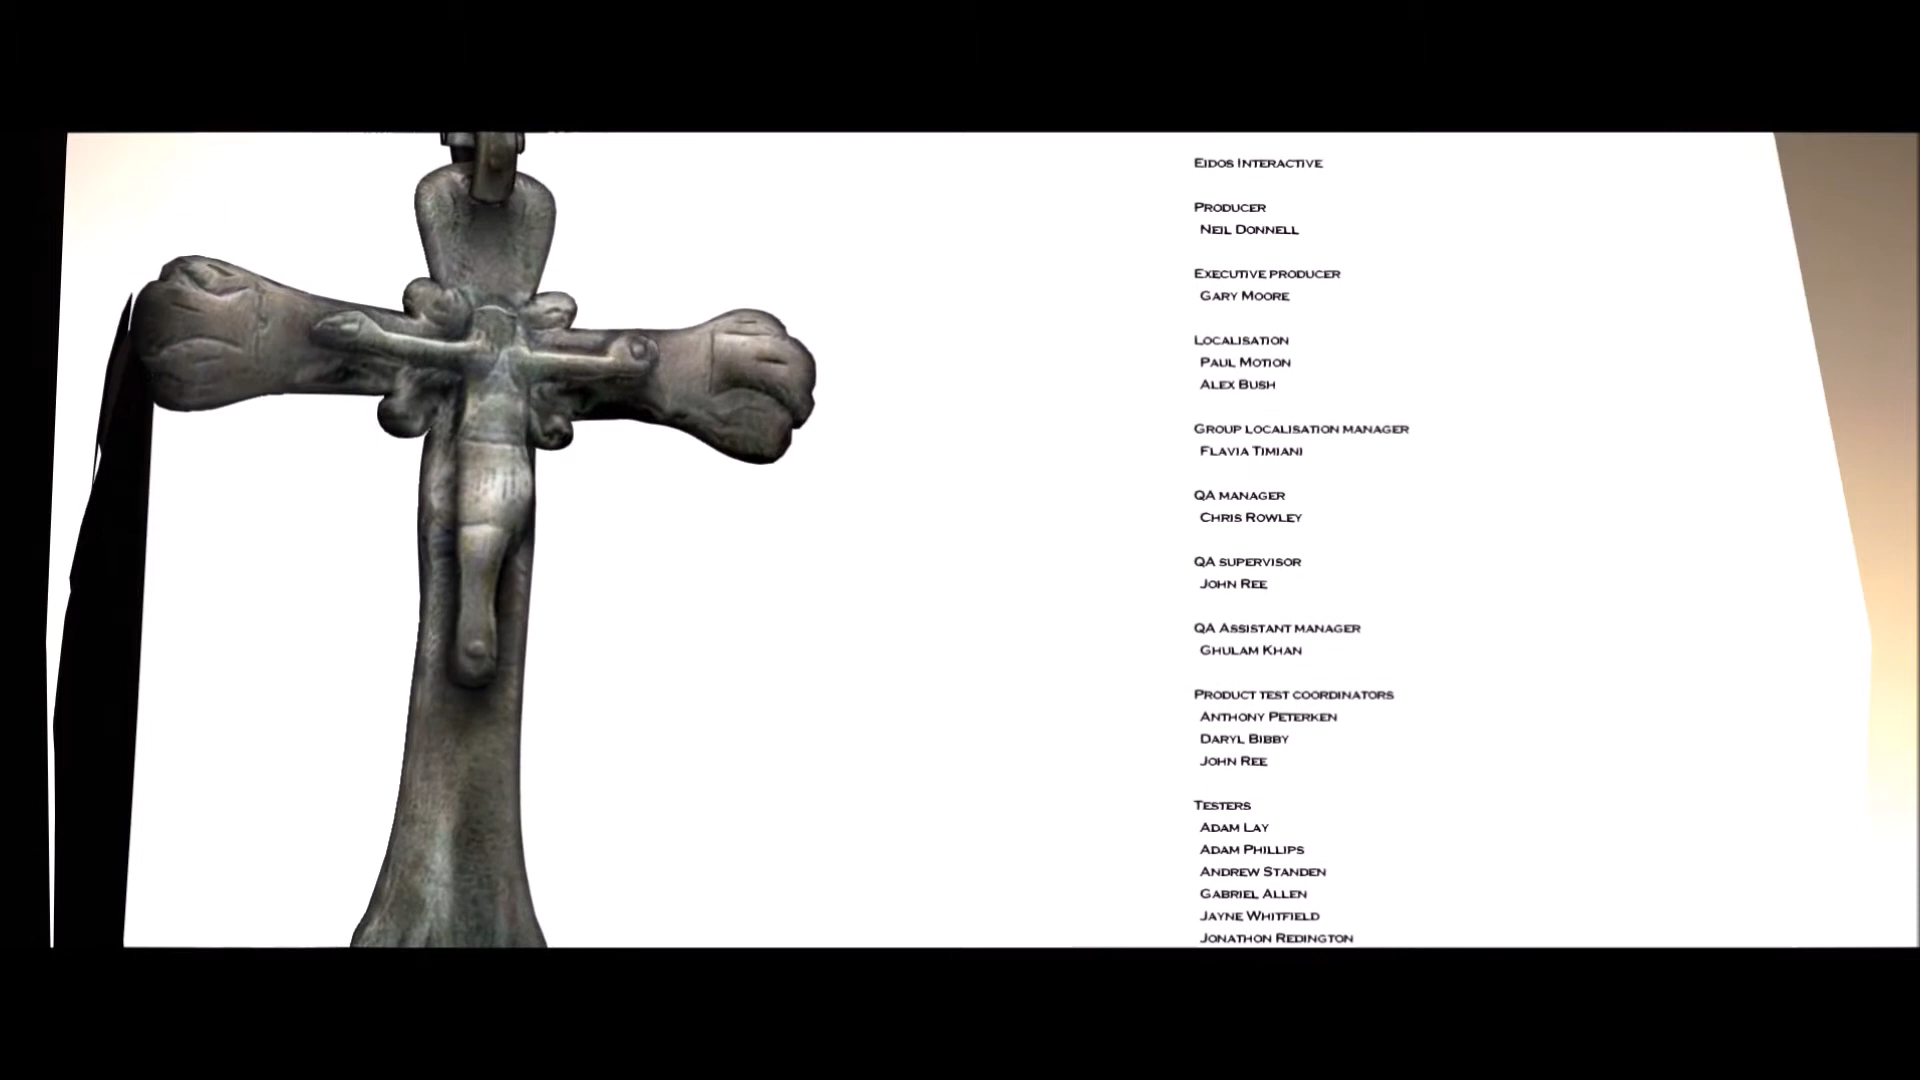 Eidos Interactive
Producer
Neil Donnell
Executive producer
Gary Moore
Localisation
Paul Motion
Alex Bush
Group localisation manager
Flavia Timiani
QA manager
Chris Rowley
QA supervisor
John Ree
QA Assistant manager
Ghulam Khan
Product test coordinators
Anthony Peterken
Daryl Bibby
John Ree
Testers
Adam Lay
Adam Phillips
Andrew Standen
Gabriel Allen
Jayne Whitfield
Jonathon Redington